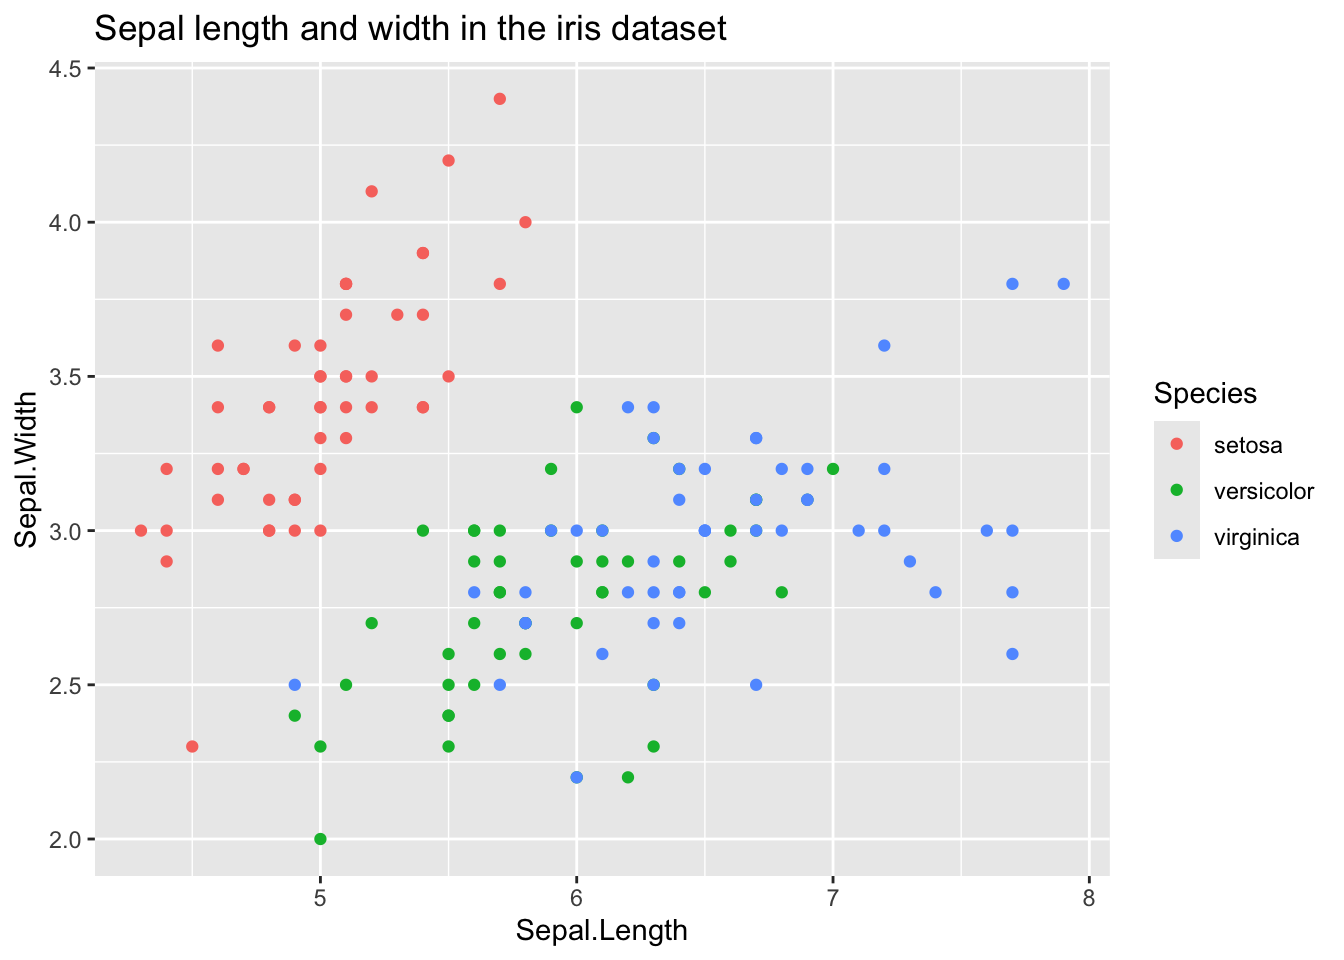 Sepal length and width in the iris dataset
4.5
4.0
3.5
3.0
2.5
2.0
Sepal.Width
5 6 7 8
Sepal.Length
Species
setosa
versicolor
virginica